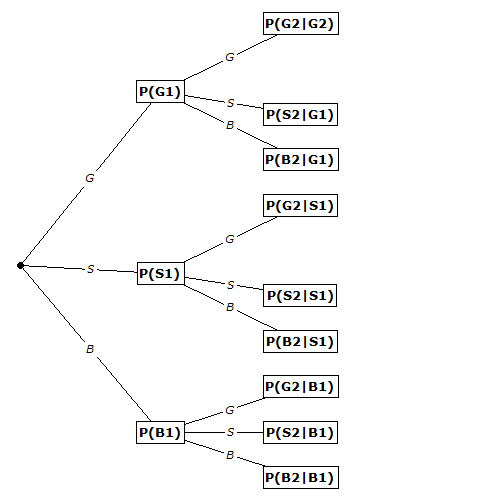 P(G2|G2)
G
P(G1)
S
P(S2|G1)
B
P(B2|G1)
G
P(G2|S1)
G
S
P(S1)
S
P(S2|S1)
B
P(B2|S1)
B
P(G2|B1)
G
P(B1)
S
P(S2|B1)
B
P(B2|B1)